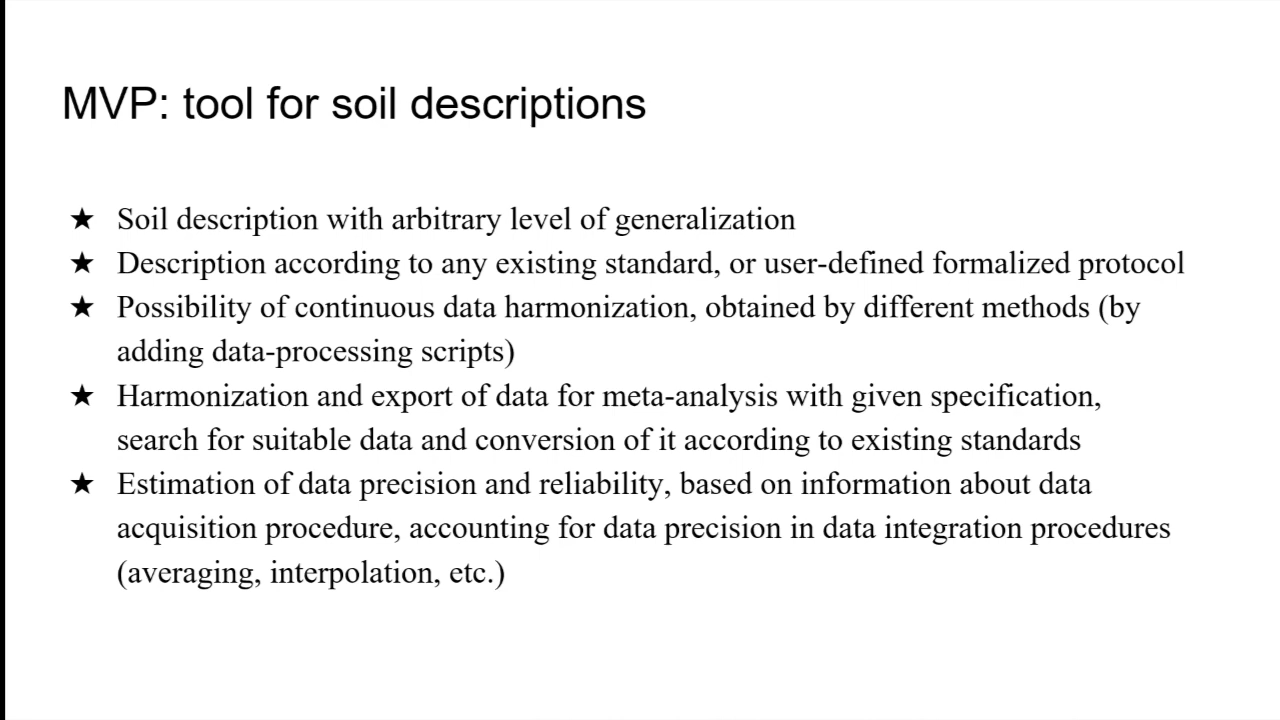 MVP: tool for soil descriptions
★ Soil description with arbitrary level of generalization
★ Description according to any existing standard, or user-defined formalized protocol
★ Possibility of continuous data harmonization, obtained by different methods (by
adding data-processing scripts)
★ Harmonization and export of data for meta-analysis with given specification,
search for suitable data and conversion of it according to existing standards
★ Estimation of data precision and reliability, based on information about data
acquisition procedure, accounting for data precision in data integration procedures
(averaging, interpolation, etc.)